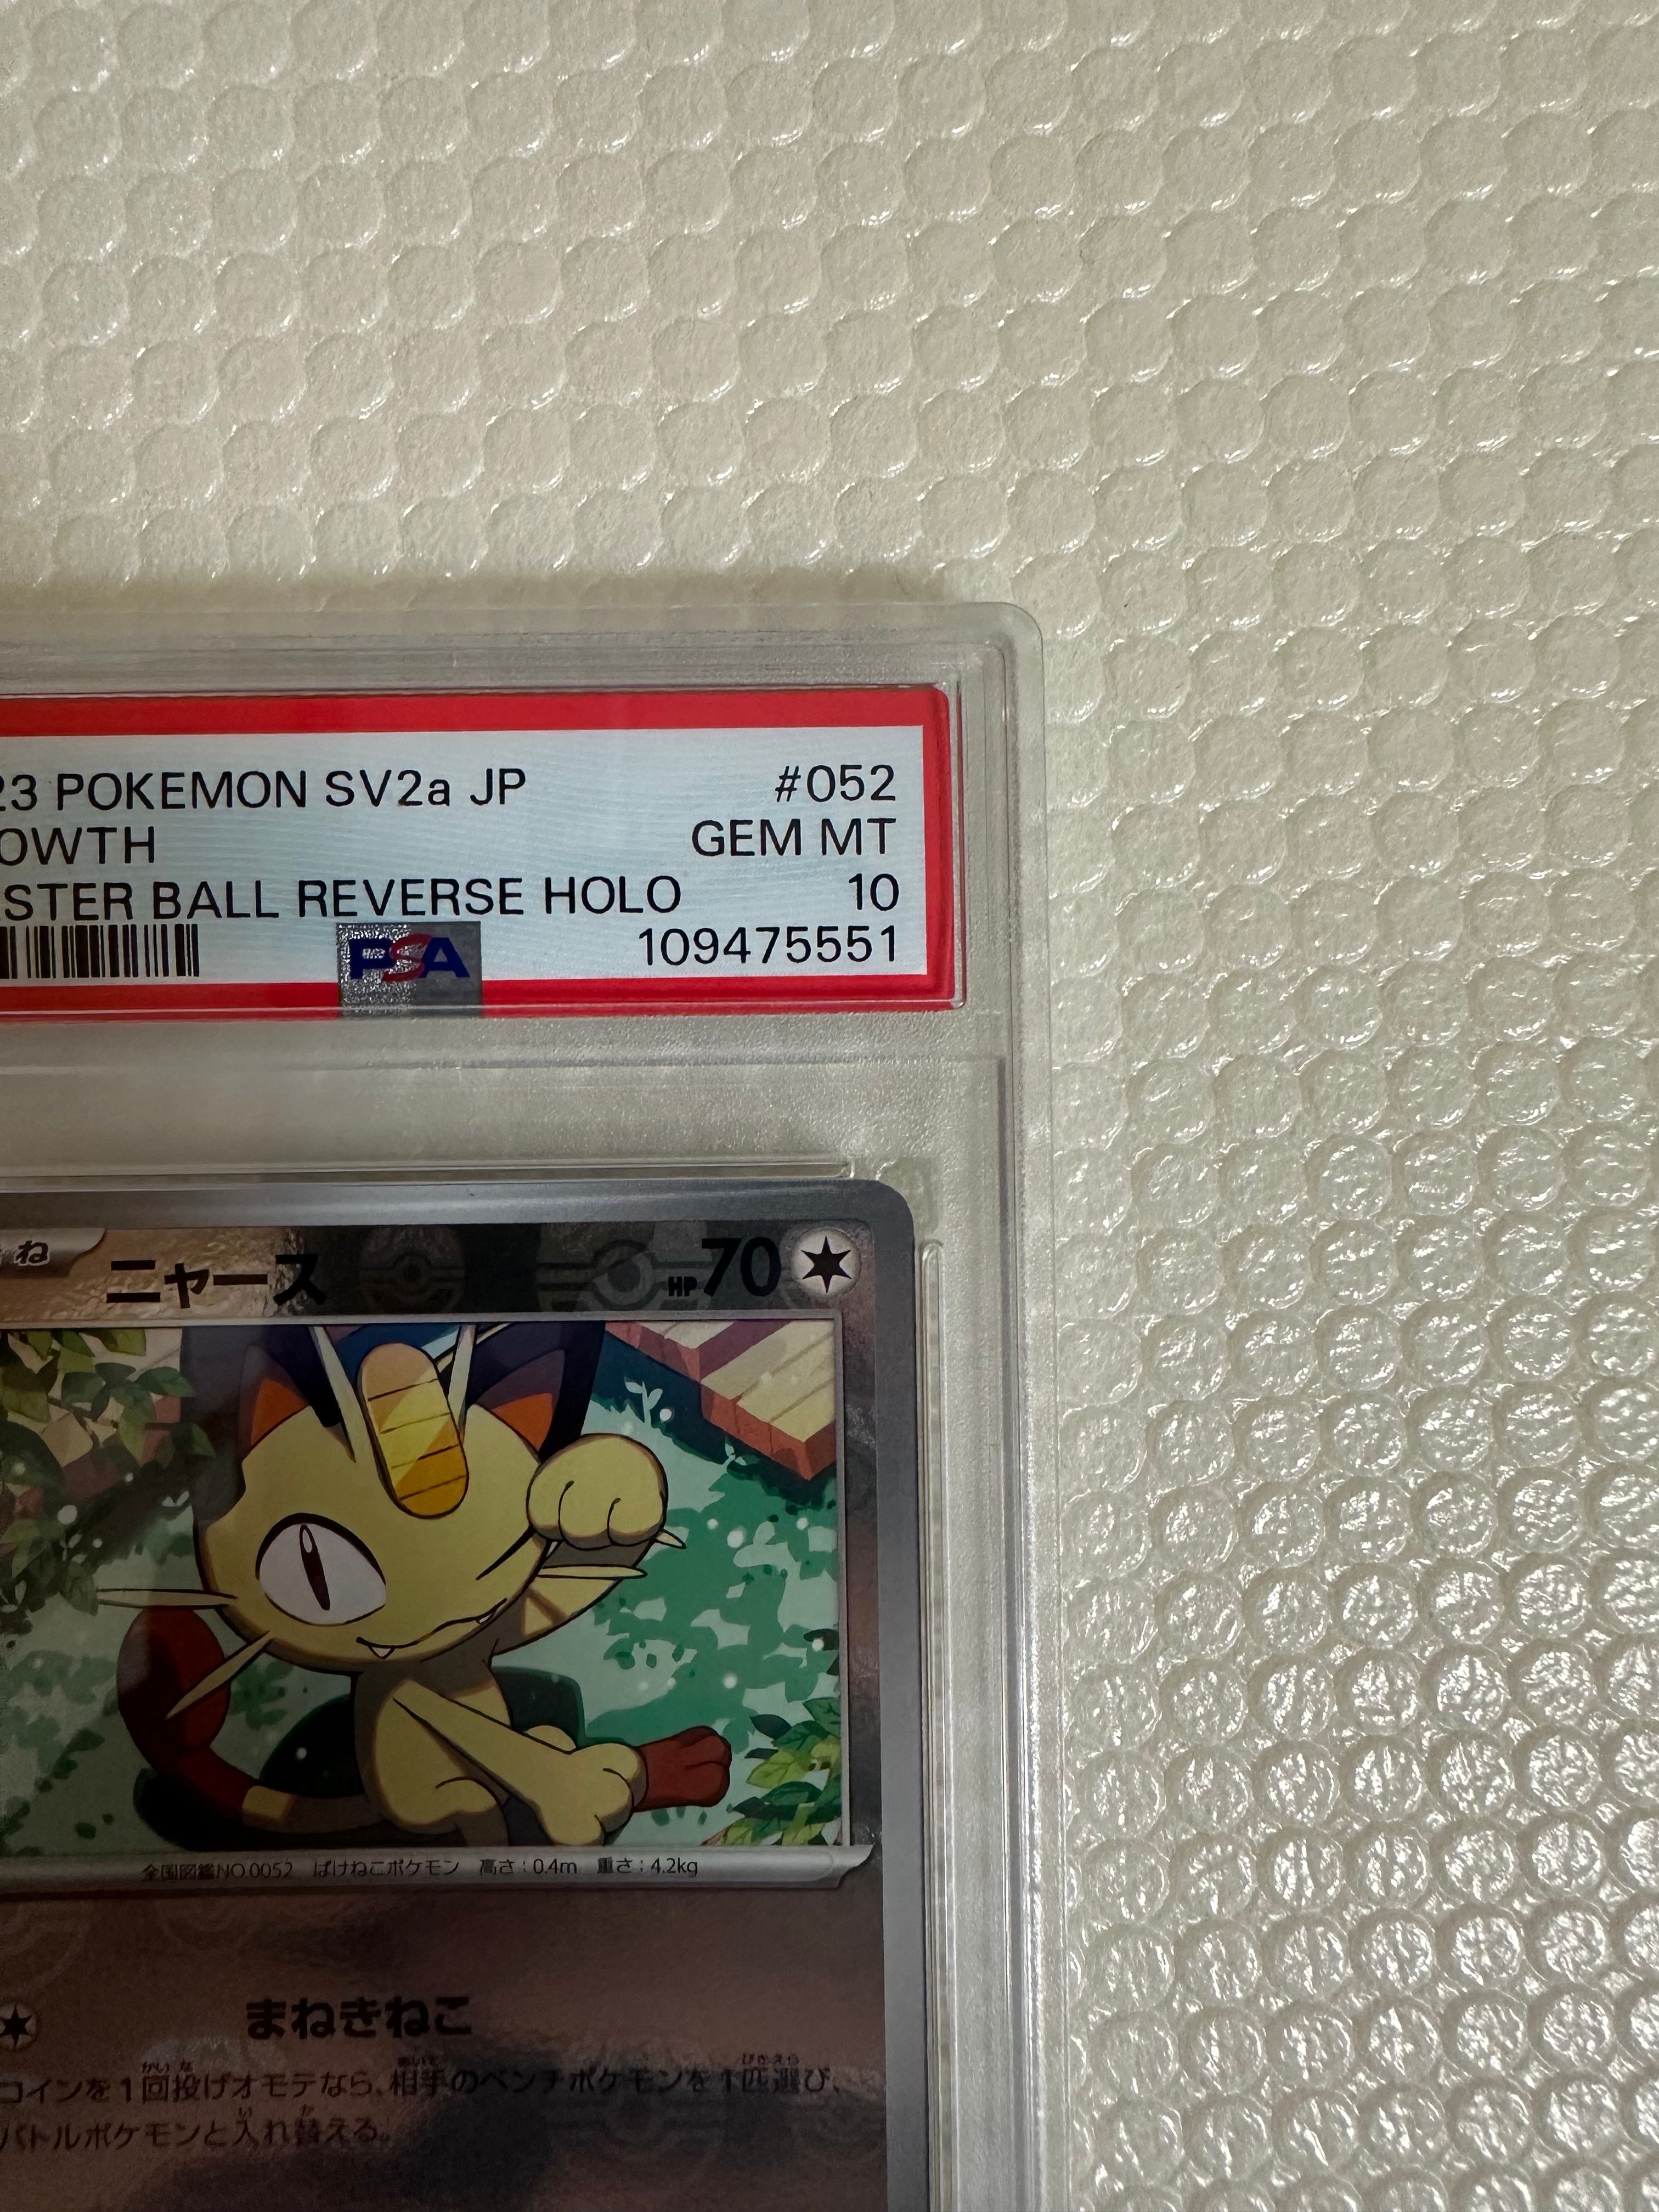 23 POKEMON SV2a JP #052
OWTH GEM MT
STER BALL REVERSE HOLO 10
PSA 109475551
ね ニャース HP70
全国図鑑NO.0052 ばけねこポケモン 高さ：0.4m 重さ：4.2kg
まねきねこ
コインを1回投げオモテなら、相手のベンチポケモンを1匹選び、
バトルポケモンと入れ替える。